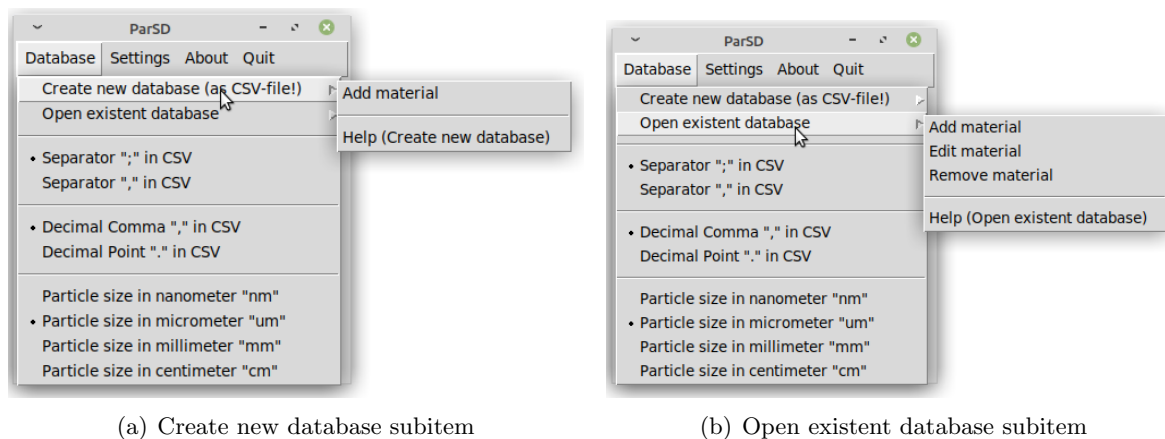 ParSD
Database Settings About Quit
Create new database (as CSV-file!)
Open existent database
Add material
Help (Create new database)
Separator ";" in CSV
Separator "," in CSV
Decimal Comma "," in CSV
Decimal Point "." in CSV
Particle size in nanometer "nm"
Particle size in micrometer "um"
Particle size in millimeter "mm"
Particle size in centimeter "cm"
(a) Create new database subitem
ParSD
Database Settings About Quit
Create new database (as CSV-file!)
Open existent database
Add material
Edit material
Remove material
Help (Open existent database)
Separator ";" in CSV
Separator "," in CSV
Decimal Comma "," in CSV
Decimal Point "." in CSV
Particle size in nanometer "nm"
Particle size in micrometer "um"
Particle size in millimeter "mm"
Particle size in centimeter "cm"
(b) Open existent database subitem